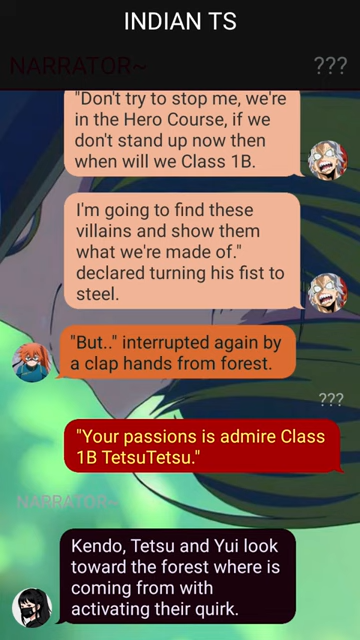 INDIAN TS
NARRATOR~
???
"Don't try to stop me, we're
in the Hero Course, if we
don't stand up now then
when will we Class 1B.
I'm going to find these
villains and show them
what we're made of."
declared turning his fist to
steel.
"But.." interrupted again by
a clap hands from forest.
???
"Your passions is admire Class
1B TetsuTetsu."
NARRATOR~
Kendo, Tetsu and Yui look
toward the forest where is
coming from with
activating their quirk.